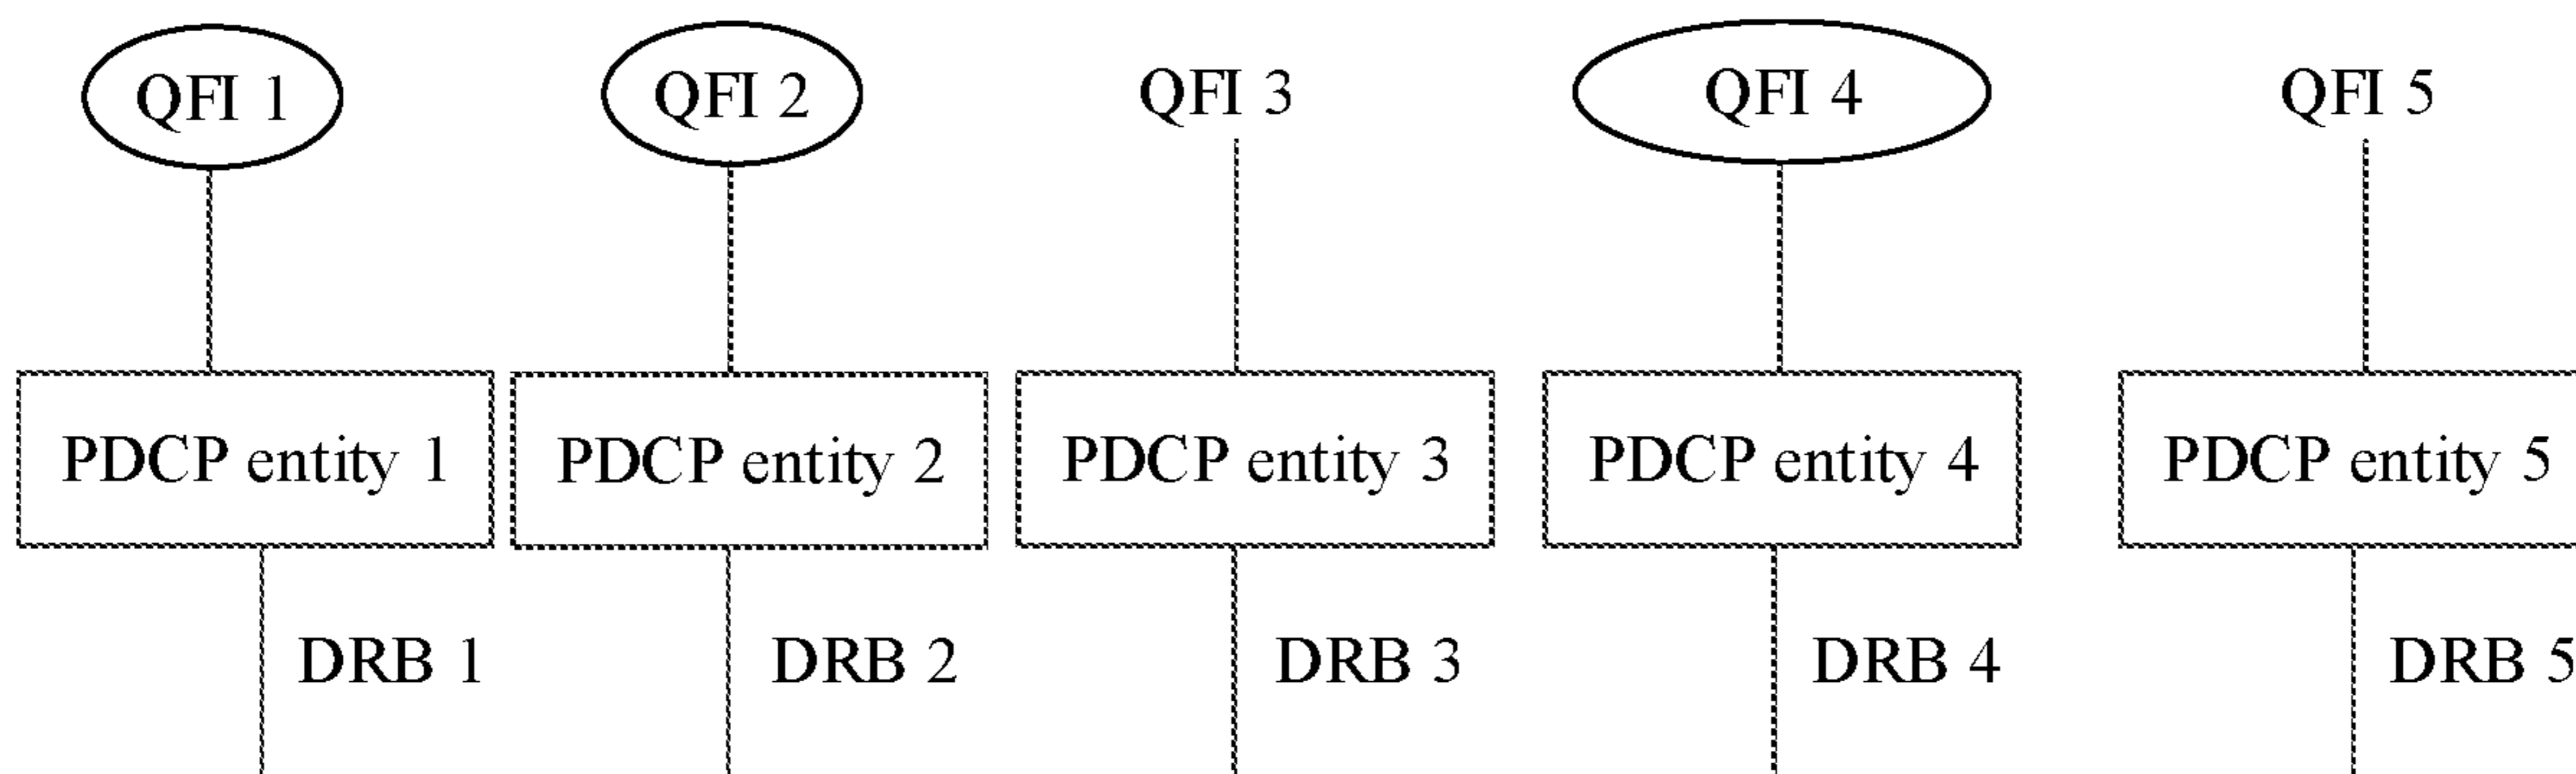 QFI 1
QFI 2
QFI 3
QFI 4
QFI 5
PDCP entity 1
PDCP entity 2
PDCP entity 3
PDCP entity 4
PDCP entity 5
DRB 1
DRB 2
DRB 3
DRB 4
DRB 5